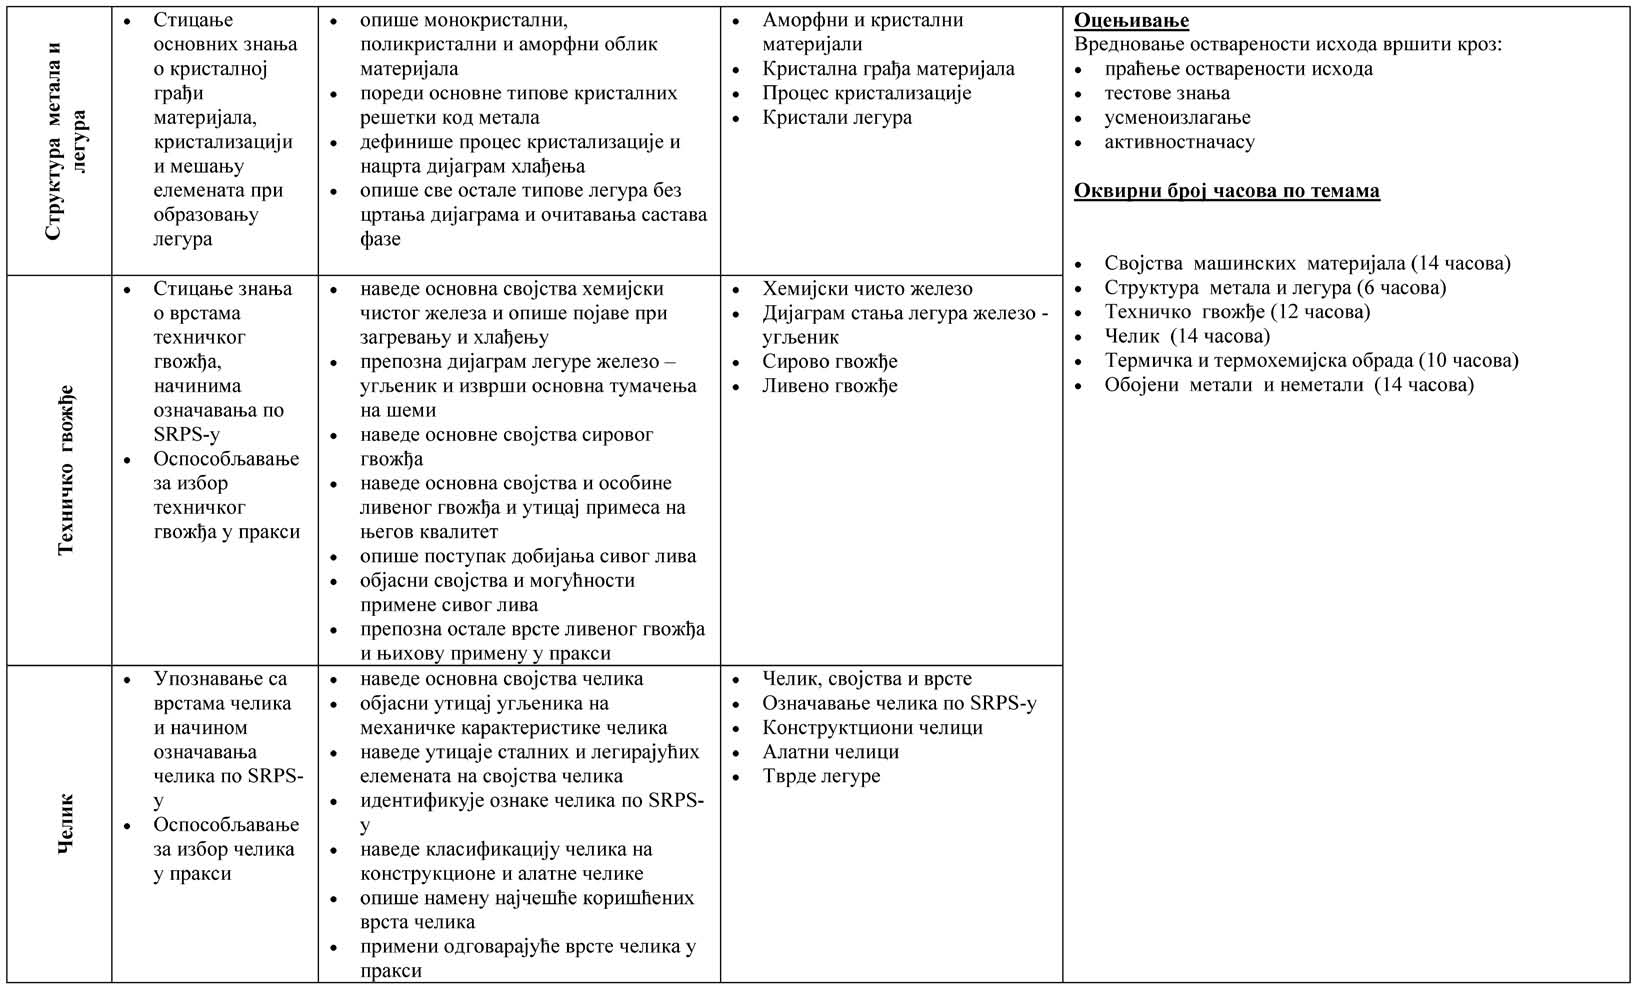 Структура метала и
легура
• Стицање
основних знања
о кристалној
грађи
материјала,
кристализацији
и мешању
елемената при
образовању
легура
• опише монокристални,
поликристални и аморфни облик
материјала
• пореди основне типове кристалних
решетки код метала
• дефинише процес кристализације и
нацрта дијаграм хлађења
• опише све остале типове легура без
цртања дијаграма и очитавања састава
фазе
• Аморфни и кристални
материјали
• Кристална грађа материјала
• Процес кристализације
• Кристали легура
Оцењивање
Вредновање остварености исхода вршити кроз:
• праћење остварености исхода
• тестове знања
• усменоизлагање
• активностначасу
Оквирни број часова по темама
• Својства машинских материјала (14 часова)
• Структура метала и легура (6 часова)
• Техничко гвожђе (12 часова)
• Челик (14 часова)
• Термичка и термохемијска обрада (10 часова)
• Обојени метали и неметали (14 часова)
Техничко гвожђе
• Стицање знања
о врстама
техничког
гвожђа,
начинима
означавања по
SRPS-у
• Оспособљавање
за избор
техничког
гвожђа у пракси
• наведе основна својства хемијски
чистог железа и опише појаве при
загревању и хлађењу
• препозна дијаграм легуре железо –
угљеник и изврши основна тумачења
на шеми
• наведе основне својства сировог
гвожђа
• наведе основна својства и особине
ливеног гвожђа и утицај примеса на
његов квалитет
• опише поступак добијања сивог лива
• објасни својства и могућности
примене сивог лива
• препозна остале врсте ливеног гвожђа
и њихову примену у пракси
• Хемијски чисто железо
• Дијаграм стања легура железо -
угљеник
• Сирово гвожђе
• Ливено гвожђе
Челик
• Упознавање са
врстама челика
и начином
означавања
челика по SRPS-
у
• Оспособљавање
за избор челика
у пракси
• наведе основна својства челика
• објасни утицај угљеника на
механичке карактеристике челика
• наведе утицаје сталних и легирајућих
елемената на својства челика
• идентификује ознаке челика по SRPS-
у
• наведе класификацију челика на
конструкционе и алатне челике
• опише намену најчешће коришћених
врста челика
• примени одговарајуће врсте челика у
пракси
• Челик, својства и врсте
• Означавање челика по SRPS-у
• Конструктциони челици
• Алатни челици
• Тврде легуре